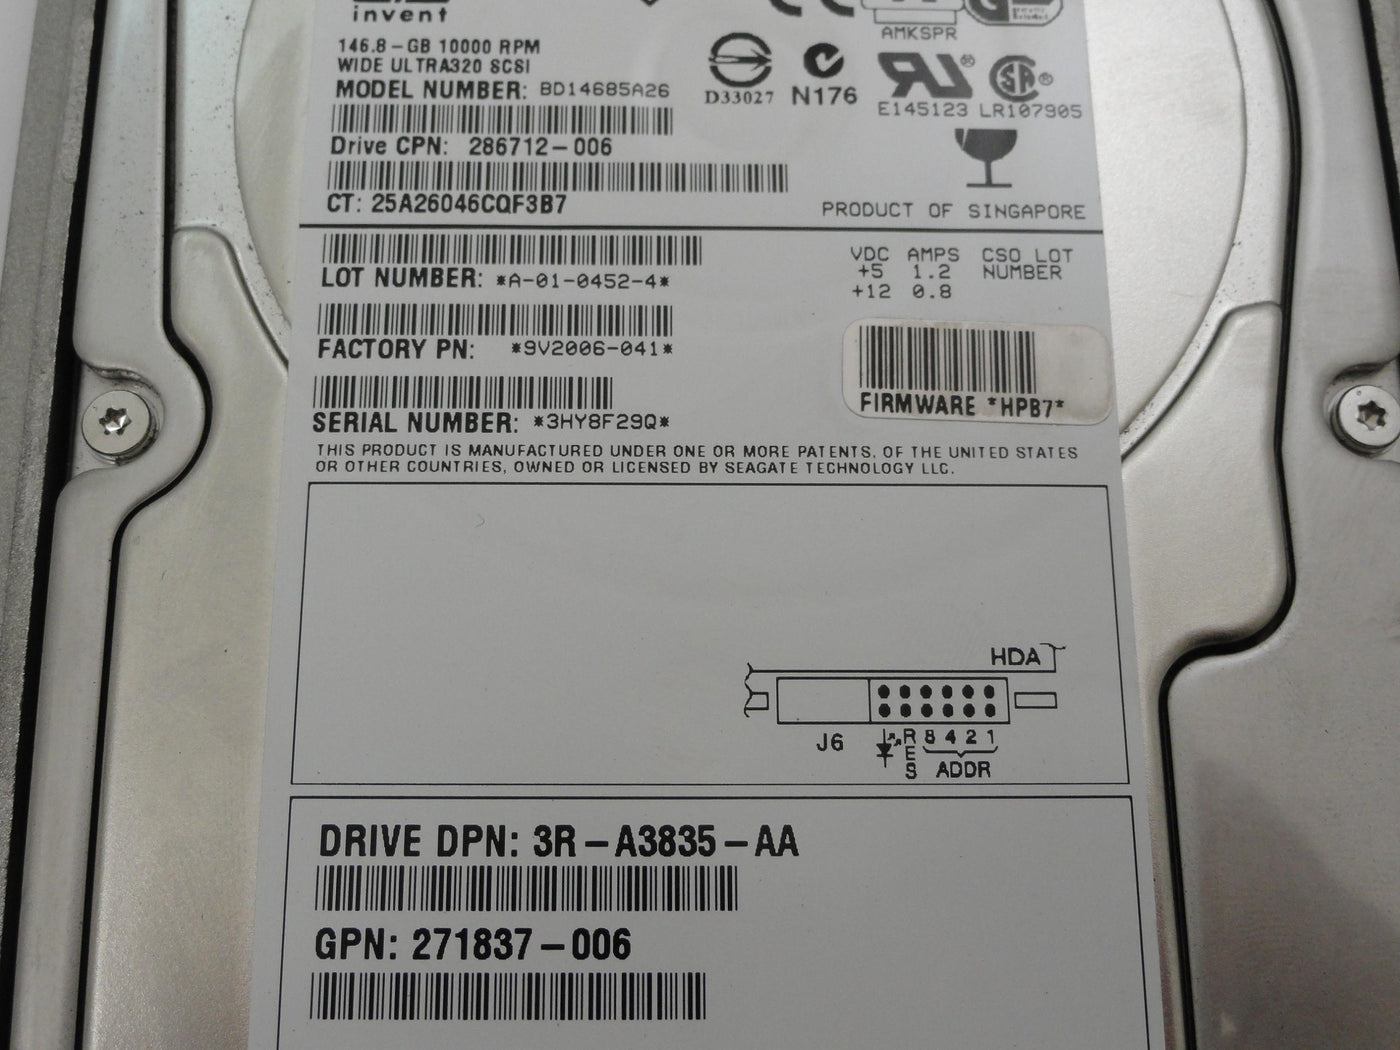 invent
146.8-GB 10000 RPM
WIDE ULTRA320 SCSI
MODEL NUMBER: BD14685A26
Drive CPN: 286712-006
CT: 25A26046CQF3B7
AMKSPR
D33027
N176
E145123
LR107905
PRODUCT OF SINGAPORE
LOT NUMBER: *A-01-0452-4*
VDC AMPS CSO LOT
+5 1.2 NUMBER
+12 0.8
FACTORY PN: *9V2006-041*
FIRMWARE *HPB7*
SERIAL NUMBER: *3HY8F29Q*
THIS PRODUCT IS MANUFACTURED UNDER ONE OR MORE PATENTS. OF THE UNITED STATES
OR OTHER COUNTRIES, OWNED OR LICENSED BY SEAGATE TECHNOLOGY LLC.
HDA
J6
RES
8 4 2 1
ADDR
DRIVE DPN: 3R-A3835-AA
GPN: 271837-006